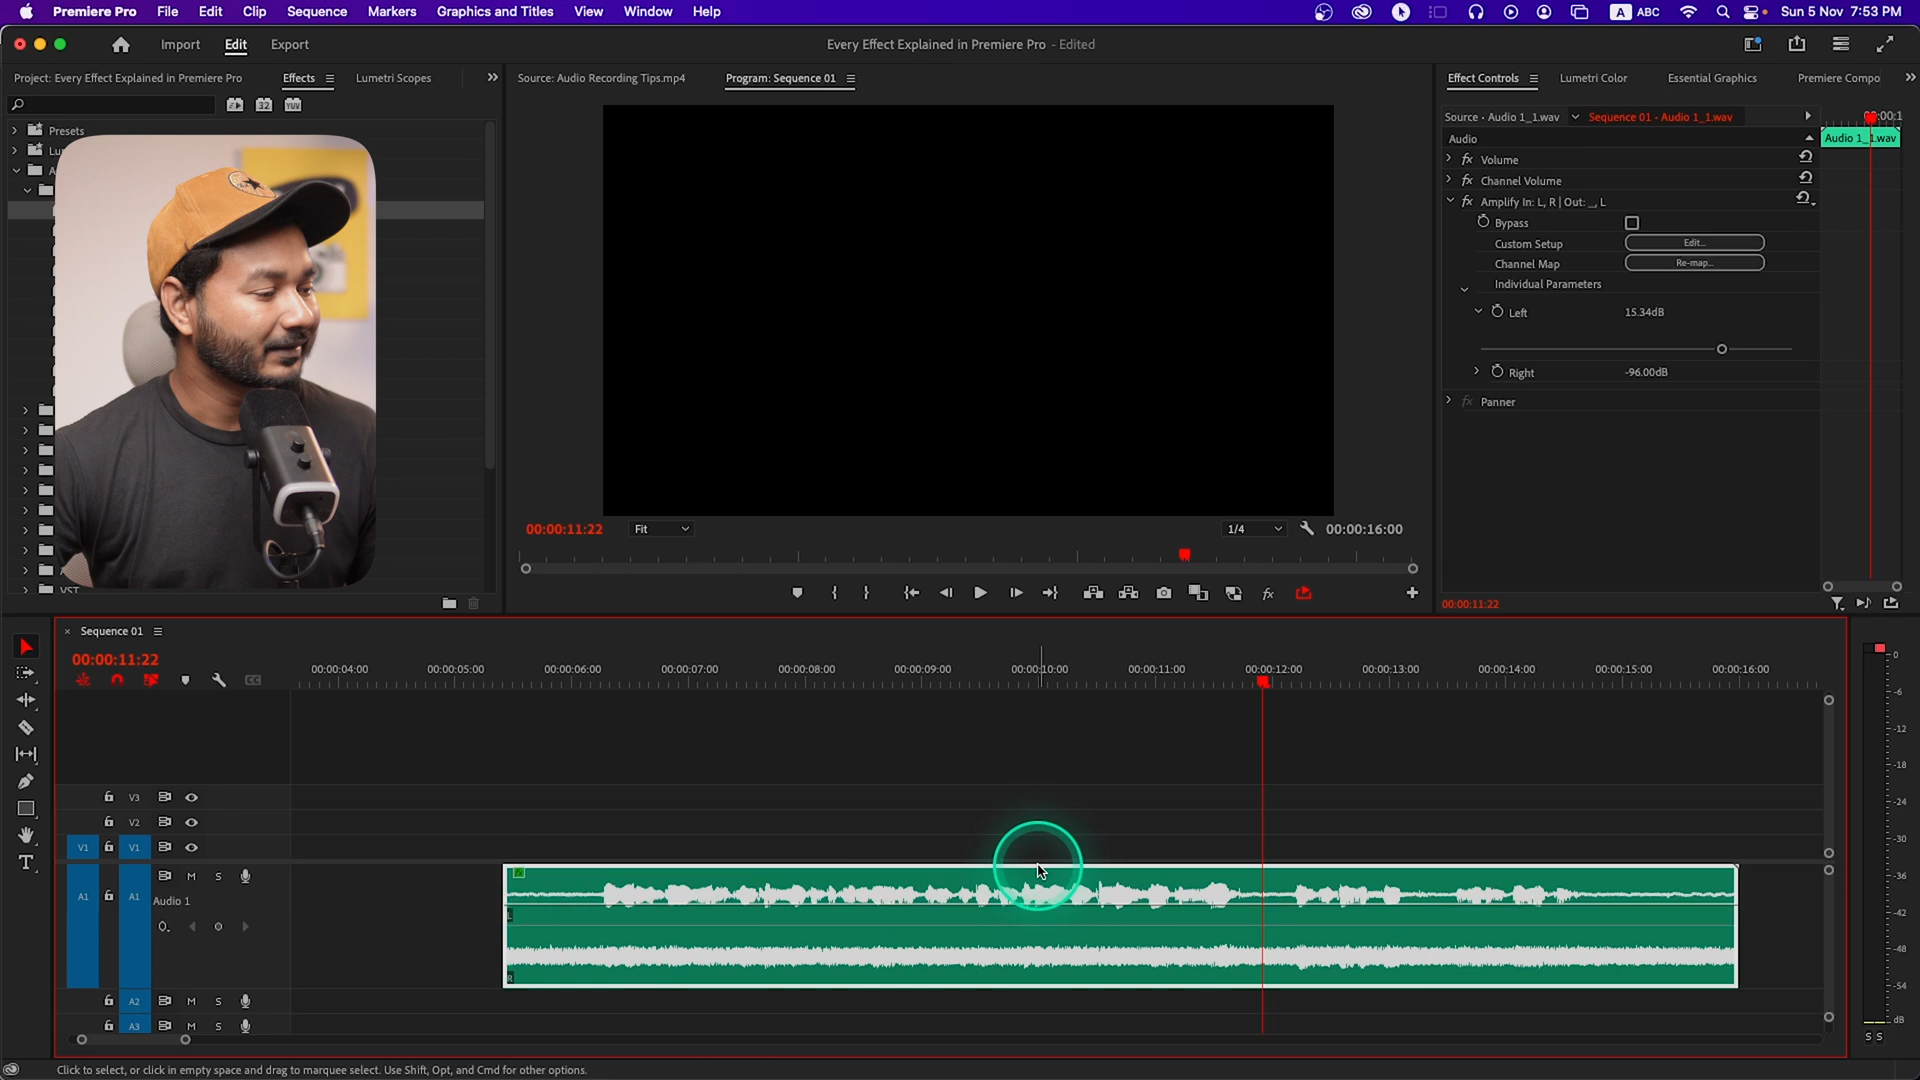 Premiere Pro File Edit Clip Sequence Markers Graphics and Titles View Window Help A ABC Sun 5 Nov 7:53 PM
Import Edit Export Every Effect Explained in Premiere Pro - Edited
Project: Every Effect Explained in Premiere Pro Effects Lumetri Scopes Source: Audio Recording Tips.mp4 Program: Sequence 01 Effect Controls Lumetri Color Essential Graphics Premiere Compo
32 YUV
Source · Audio 1_1.wav Sequence 01 - Audio 1_1.wav 00:00:1
Presets
Lu
A
Audio Audio 1_1.wav
Volume
Channel Volume
Amplify In: L, R | Out: _, L
Bypass
Custom Setup Edit...
Channel Map Re-map...
Individual Parameters
Left 15.34dB
Right -96.00dB
Panner
VST
00:00:11:22 Fit 1/4 00:00:16:00
00:00:11:22
Sequence 01
00:00:11:22
00:00:04:00 00:00:05:00 00:00:06:00 00:00:07:00 00:00:08:00 00:00:09:00 00:00:10:00 00:00:11:00 00:00:12:00 00:00:13:00 00:00:14:00 00:00:15:00 00:00:16:00
CC
V3
V2
V1 V1
M S
A1 A1 Audio 1
L
R
A2 M S
A3 M S
0
-6
-12
-18
-24
-30
-36
-42
-48
-54
dB
S S
Click to select, or click in empty space and drag to marquee select. Use Shift, Opt, and Cmd for other options.